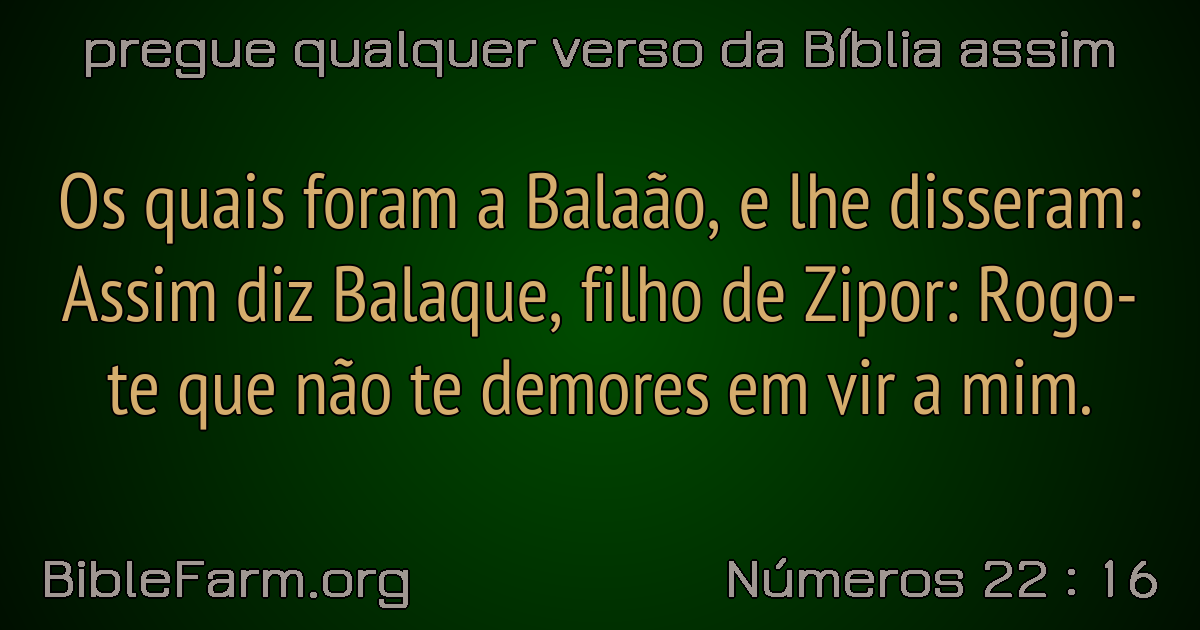 pregue qualquer verso da Bíblia assim
Os quais foram a Balaão, e lhe disseram:
Assim diz Balaque, filho de Zipor: Rogo-
te que não te demores em vir a mim.
BibleFarm.org
Números 22 : 16